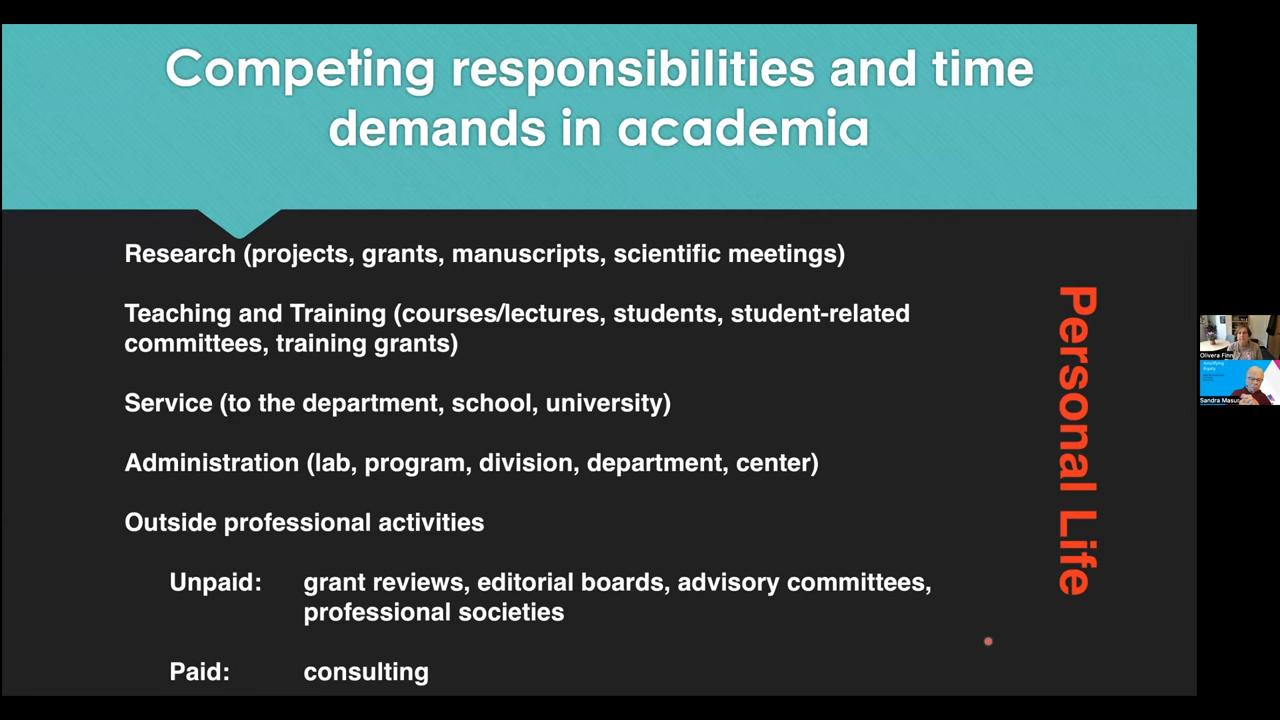 Competing responsibilities and time
demands in academia
Research (projects, grants, manuscripts, scientific meetings)
Teaching and Training (courses/lectures, students, student-related
committees, training grants)
Service (to the department, school, university)
Administration (lab, program, division, department, center)
Outside professional activities
Unpaid: grant reviews, editorial boards, advisory committees,
professional societies
Paid: consulting
Personal Life
Olivera Finn
Amplifying
Equity
Sandra Masur